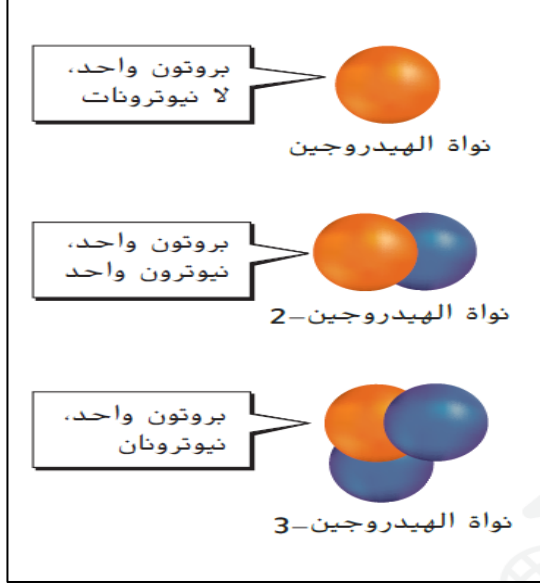 بروتون واحد،
لا نيوترونات
نواة الهيدروجين
بروتون واحد،
نيوترون واحد
نواة الهيدروجين–2
بروتون واحد،
نيوترونان
نواة الهيدروجين–3